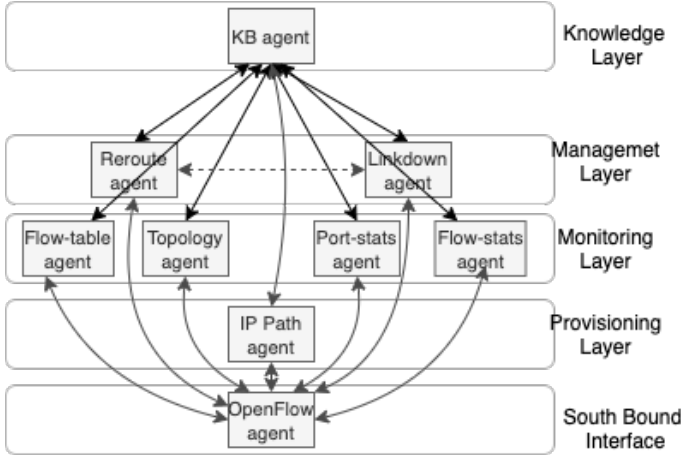 KB agent
Knowledge
Layer
Reroute
agent
Linkdown
agent
Managemet
Layer
Flow-table
agent
Topology
agent
Port-stats
agent
Flow-stats
agent
Monitoring
Layer
IP Path
agent
Provisioning
Layer
OpenFlow
agent
South Bound
Interface